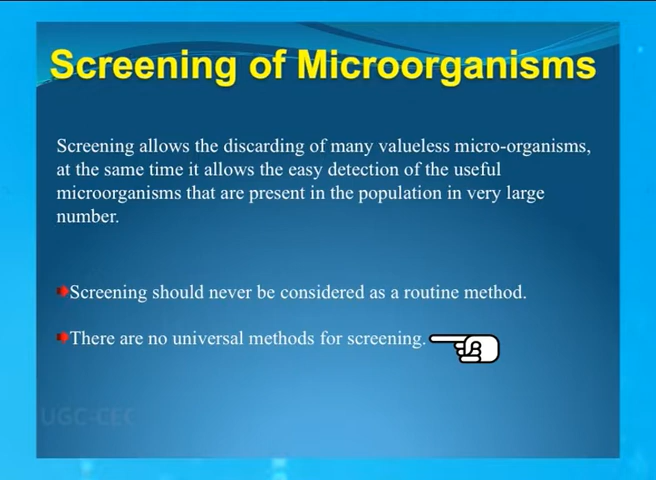 Screening of Microorganisms
Screening allows the discarding of many valueless micro-organisms,
at the same time it allows the easy detection of the useful
microorganisms that are present in the population in very large
number.
Screening should never be considered as a routine method.
There are no universal methods for screening.
UGC-CEC